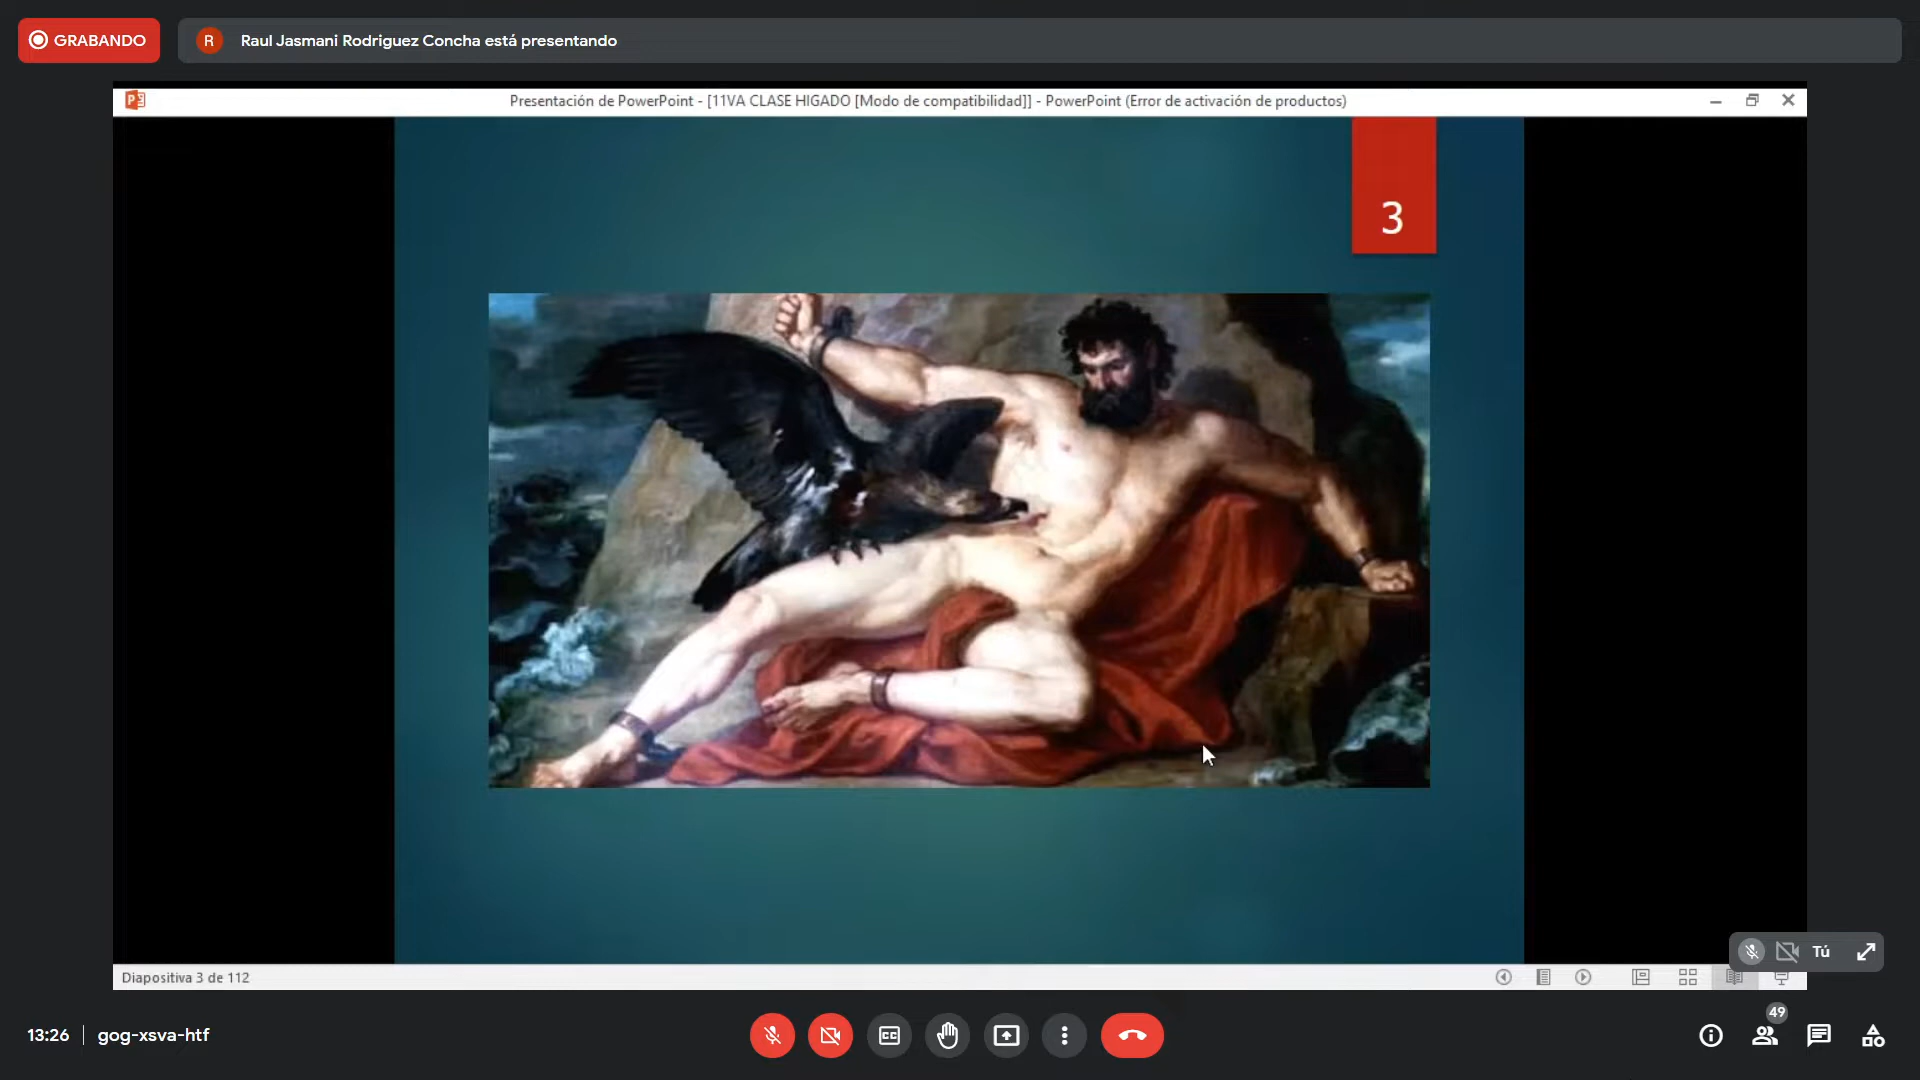 GRABANDO
R
Raul Jasmani Rodriguez Concha está presentando
Presentación de PowerPoint - [11VA CLASE HIGADO [Modo de compatibilidad]] - PowerPoint (Error de activación de productos)
3
Tú
Diapositiva 3 de 112
13:26
gog-xsva-htf
CC
49